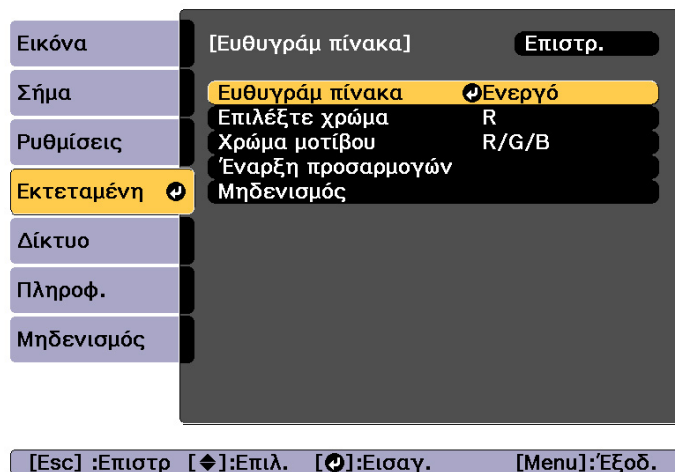 Εικόνα
Σήμα
Ρυθμίσεις
Εκτεταμένη
Δίκτυο
Πληροφ.
Μηδενισμός
[Ευθυγράμ πίνακα] Επιστρ.
Ευθυγράμ πίνακα Ενεργό
Επιλέξτε χρώμα R
Χρώμα μοτίβου R/G/B
Έναρξη προσαρμογών
Μηδενισμός
[Esc] :Επιστρ [◆]:Επιλ. [↵]:Εισαγ. [Menu]:Έξοδ.